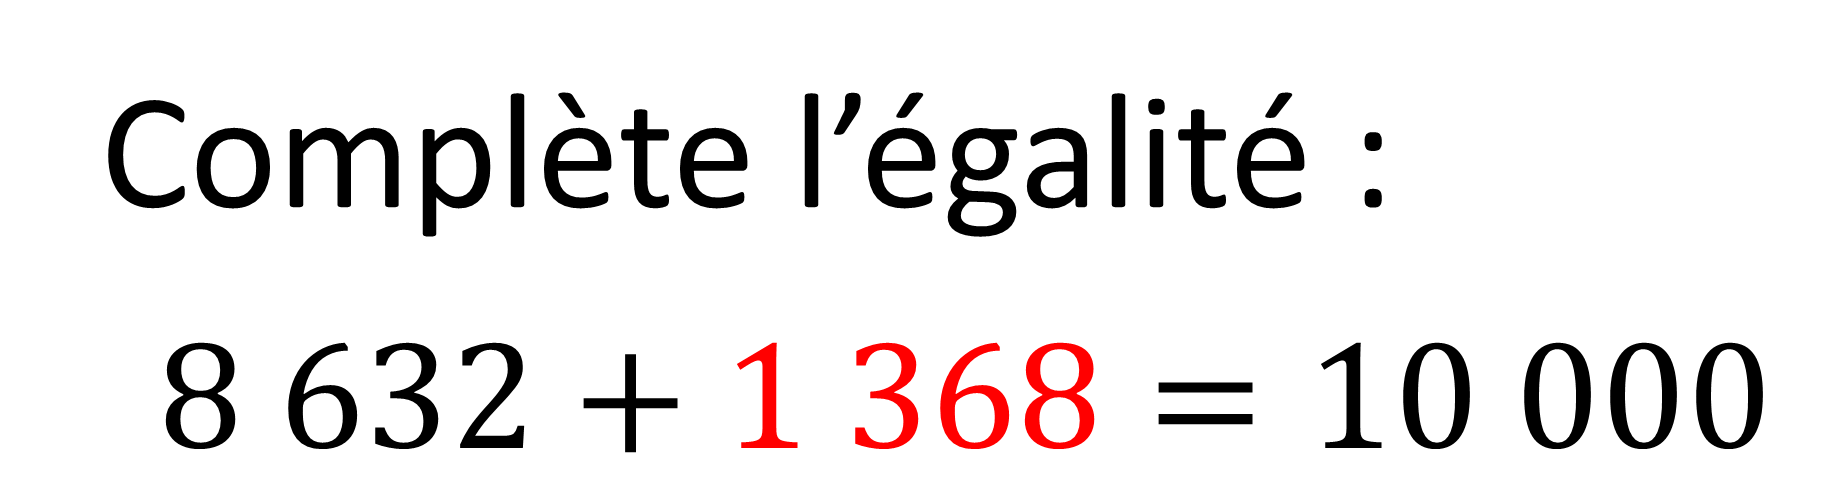 Complète l’égalité :
8 632 + 1 368 = 10 000